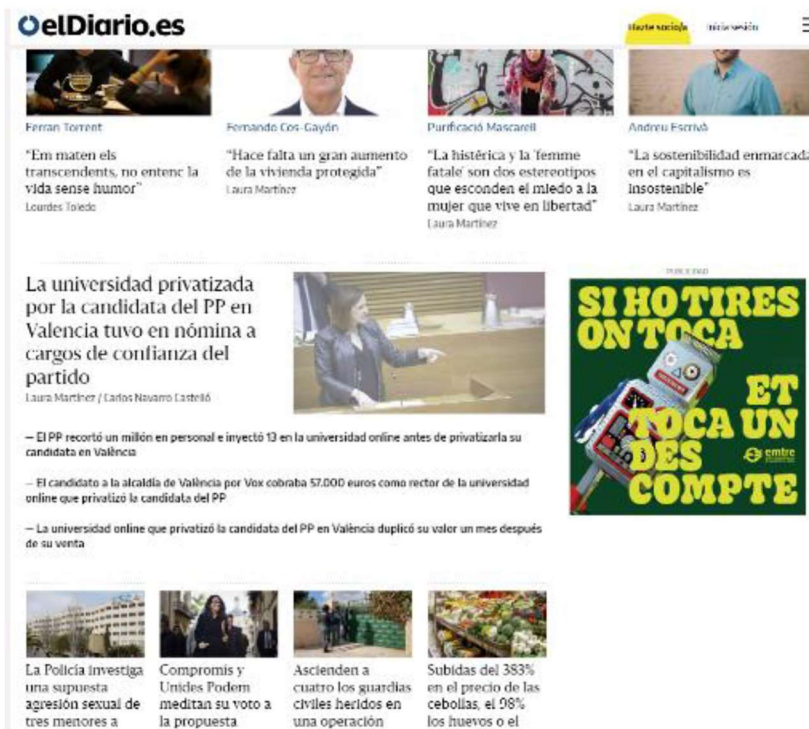 elDiario.es
Hazte socio/a
Inicia sesión
Ferran Torrent
"Em maten els
transcendents, no entenc la
vida sense humor"
Lourdes Toledo
Fernando Cos-Gayón
"Hace falta un gran aumento
de la vivienda protegida"
Laura Martínez
Purificació Mascarell
"La histérica y la 'femme
fatale' son dos estereotipos
que esconden el miedo a la
mujer que vive en libertad"
Laura Martínez
Andreu Escrivà
"La sostenibilidad enmarcada
en el capitalismo es
insostenible"
Laura Martínez
La universidad privatizada
por la candidata del PP en
Valencia tuvo en nómina a
cargos de confianza del
partido
Laura Martínez / Carlos Navarro Castelló
— El PP recortó un millón en personal e inyectó 13 en la universidad online antes de privatizarla su
candidata en València
— El candidato a la alcaldía de València por Vox cobraba 57.000 euros como rector de la universidad
online que privatizó la candidata del PP
— La universidad online que privatizó la candidata del PP en València duplicó su valor un mes después
de su venta
PUBLICIDAD
SI HO TIRES
ON TOCA
ET
TOCA UN
DES
COMPTE
emtre
La Policía investiga
una supuesta
agresión sexual de
tres menores a
Compromís y
Unides Podem
meditan su voto a
la propuesta
Ascienden a
cuatro los guardias
civiles heridos en
una operación
Subidas del 383%
en el precio de las
cebollas, el 98%
los huevos o el